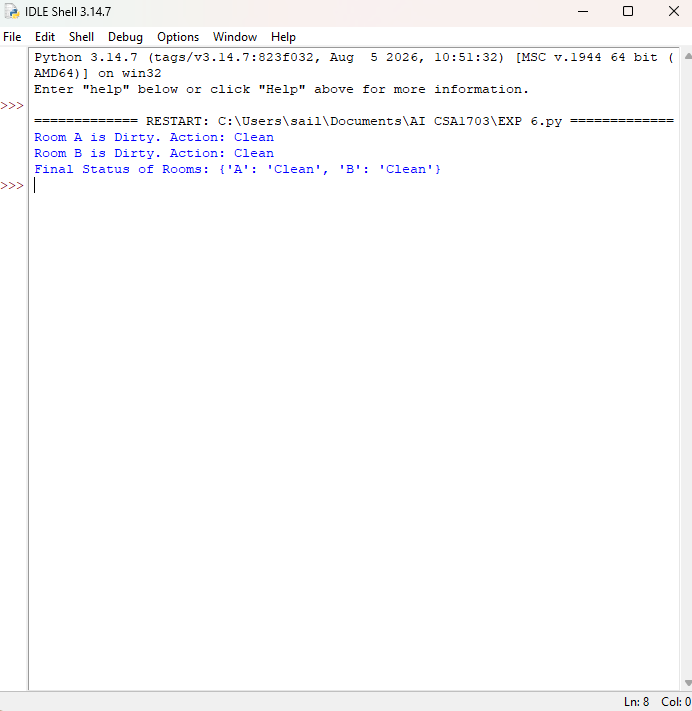 IDLE Shell 3.14.7
File Edit Shell Debug Options Window Help
Python 3.14.7 (tags/v3.14.7:823f032, Aug  5 2026, 10:51:32) [MSC v.1944 64 bit (
AMD64)] on win32
Enter "help" below or click "Help" above for more information.
>>>
============= RESTART: C:\Users\sail\Documents\AI CSA1703\EXP 6.py =============
Room A is Dirty. Action: Clean
Room B is Dirty. Action: Clean
Final Status of Rooms: {'A': 'Clean', 'B': 'Clean'}
>>>
Ln: 8 Col: 0